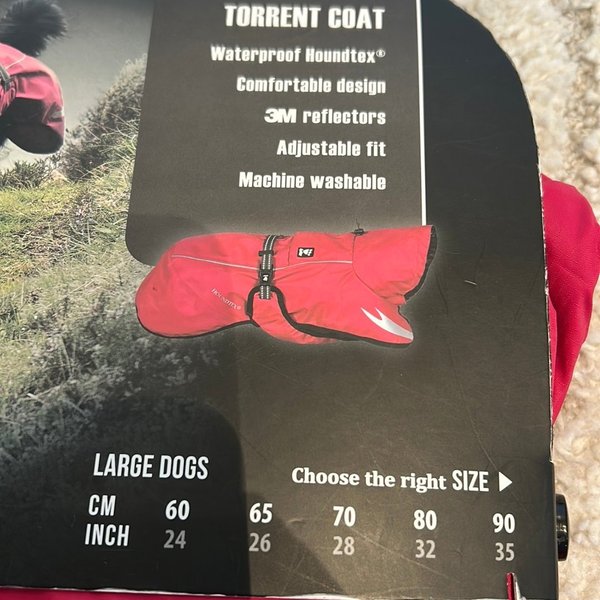 TORRENT COAT
Waterproof Houndtex®
Comfortable design
3M reflectors
Adjustable fit
Machine washable
HOUNDTEX®
LARGE DOGS
Choose the right SIZE
CM 60 65 70 80 90
INCH 24 26 28 32 35